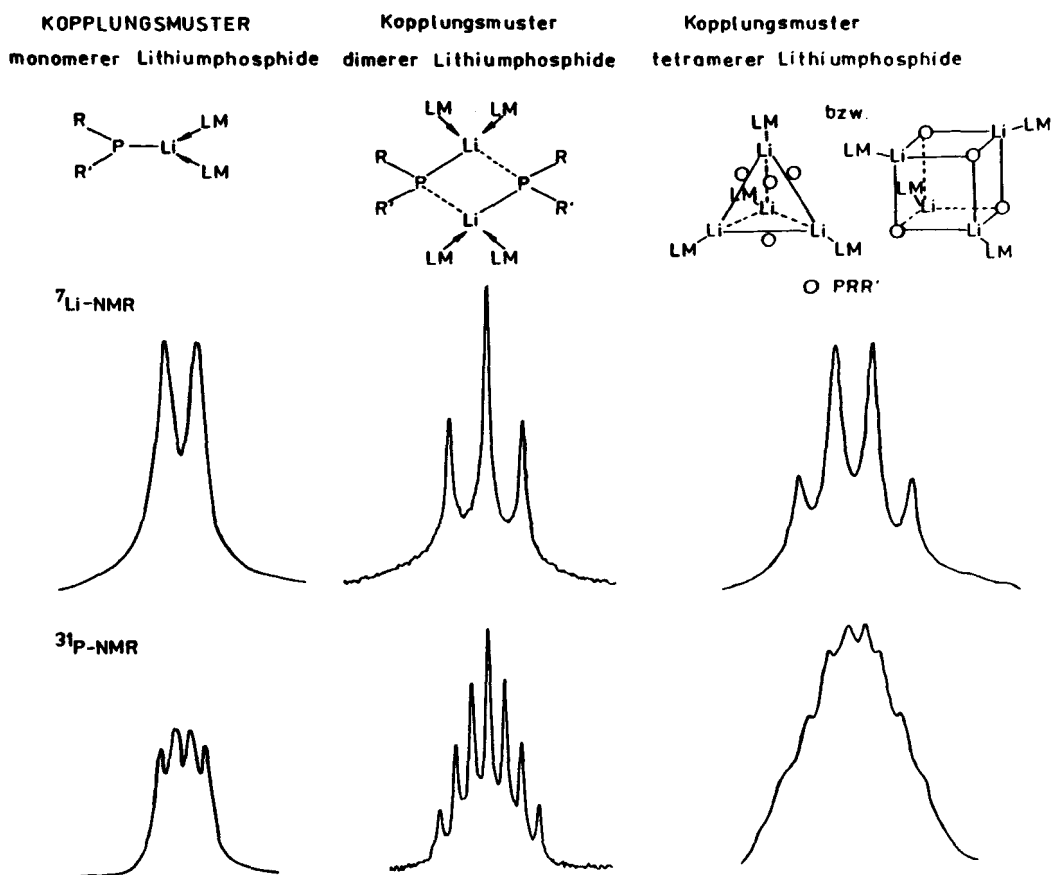 KOPPLUNGSMUSTER
monomerer Lithiumphosphide
Kopplungsmuster
dimerer Lithiumphosphide
Kopplungsmuster
tetramerer Lithiumphosphide
R
P
Li
LM
R'
LM
LM LM
Li
R R
P P
R' R'
Li
LM LM
LM
Li
O O
O
LM
Li
Li Li
LM O LM
bzw.
O Li LM
LM Li O
LM
Li O
O Li
LM
O PRR'
7Li-NMR
31P-NMR